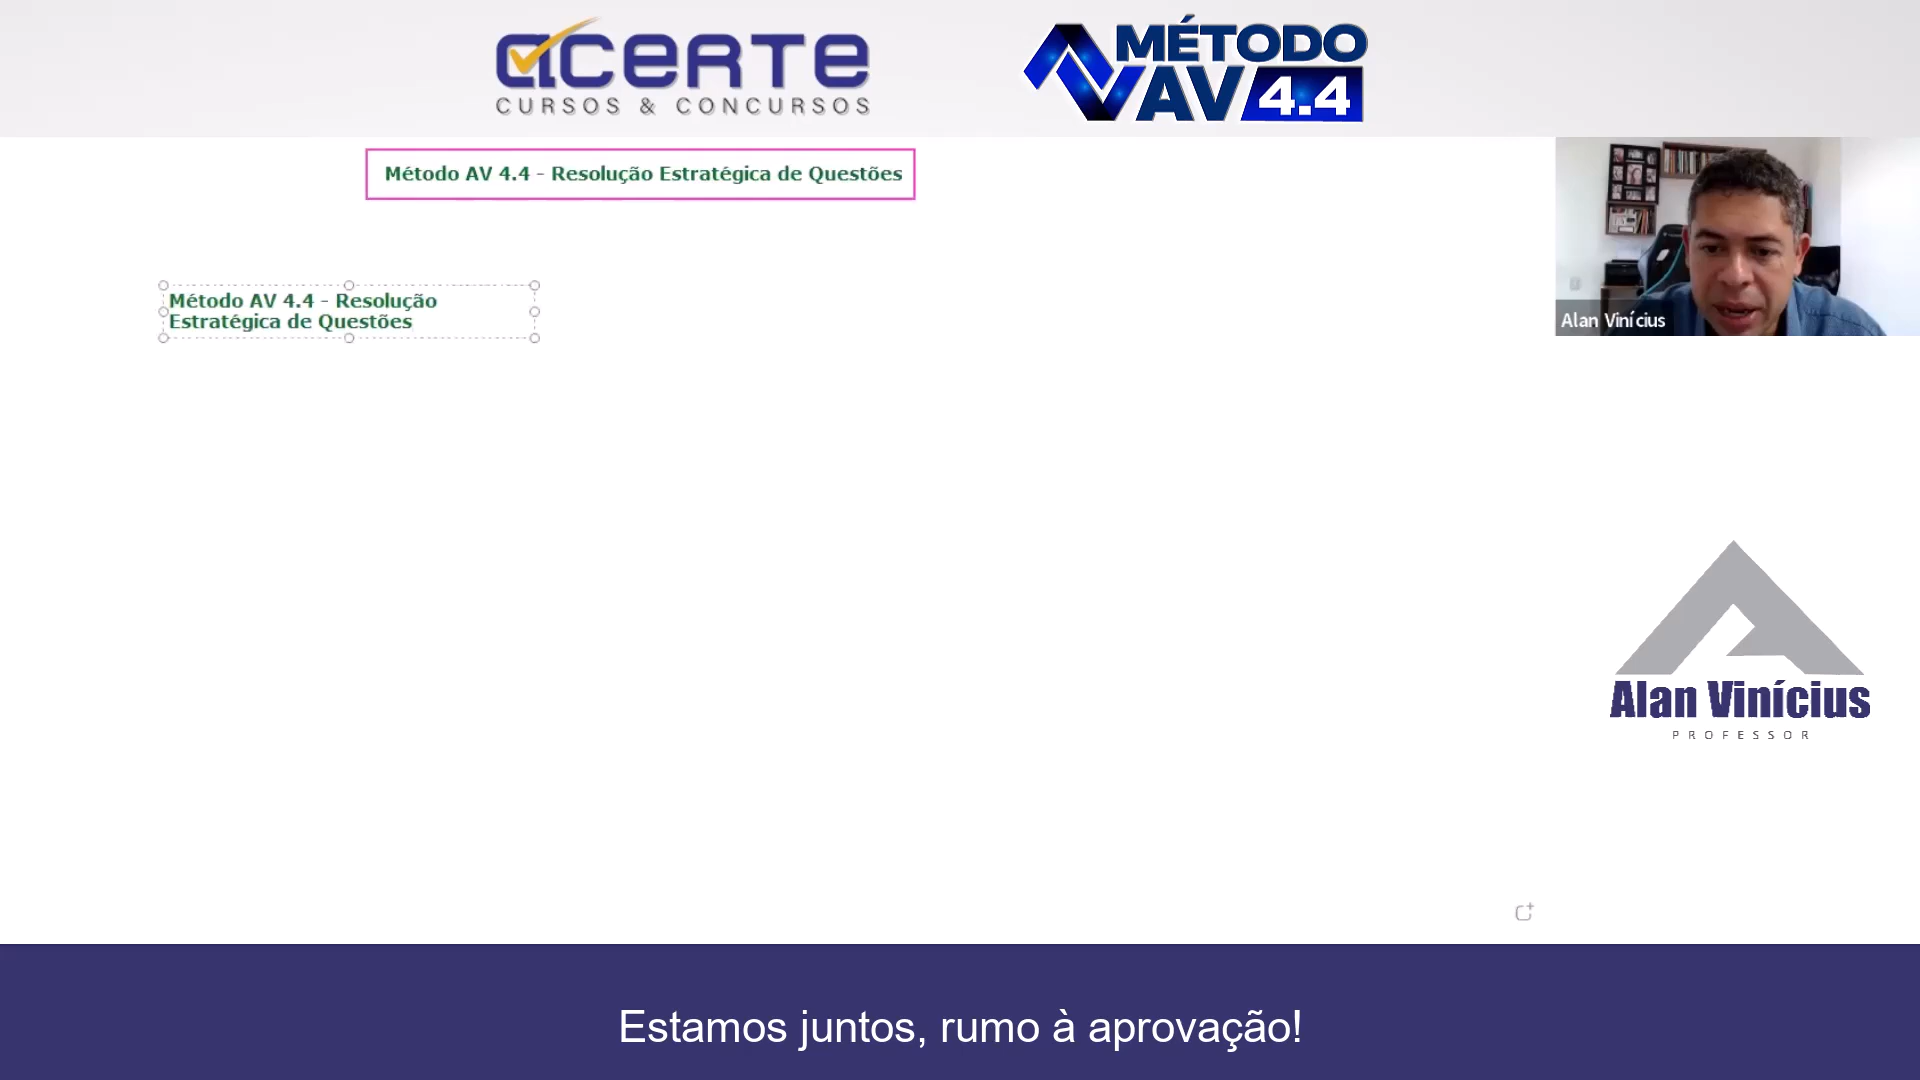 acerte
CURSOS & CONCURSOS
MÉTODO
AV 4.4
Método AV 4.4 - Resolução Estratégica de Questões
Método AV 4.4 - Resolução
Estratégica de Questões
Alan Vinícius
Alan Vinícius
PROFESSOR
Estamos juntos, rumo à aprovação!